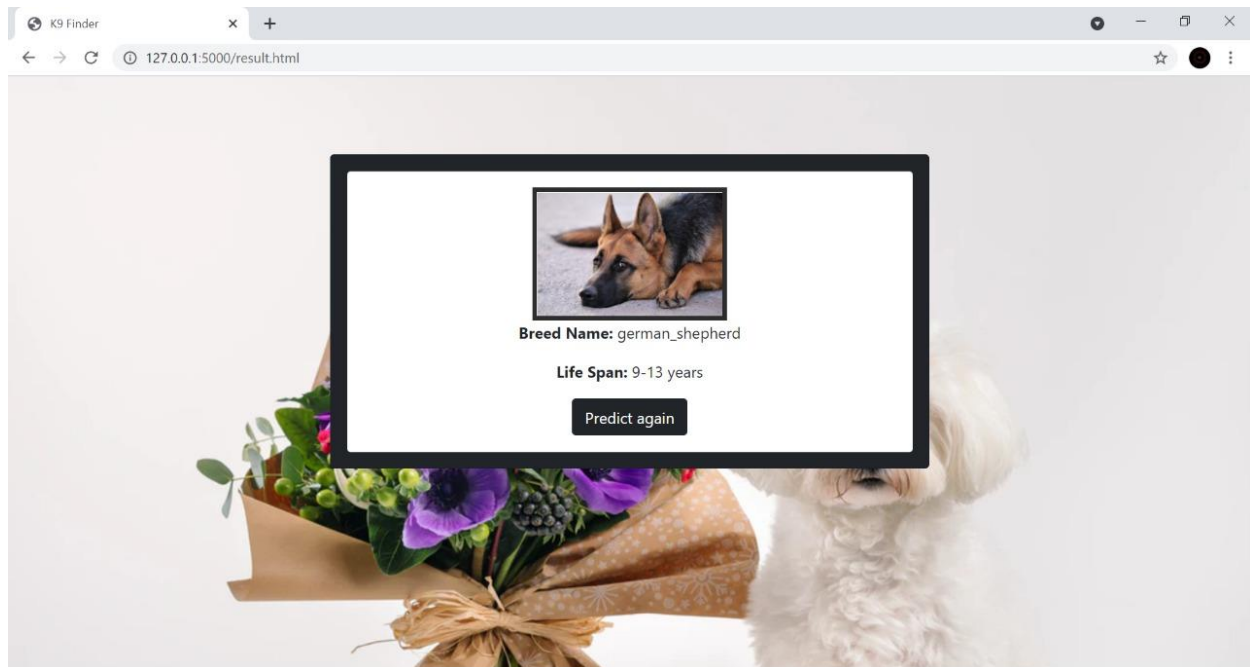 K9 Finder
127.0.0.1:5000/result.html
Breed Name: german_shepherd
Life Span: 9-13 years
Predict again